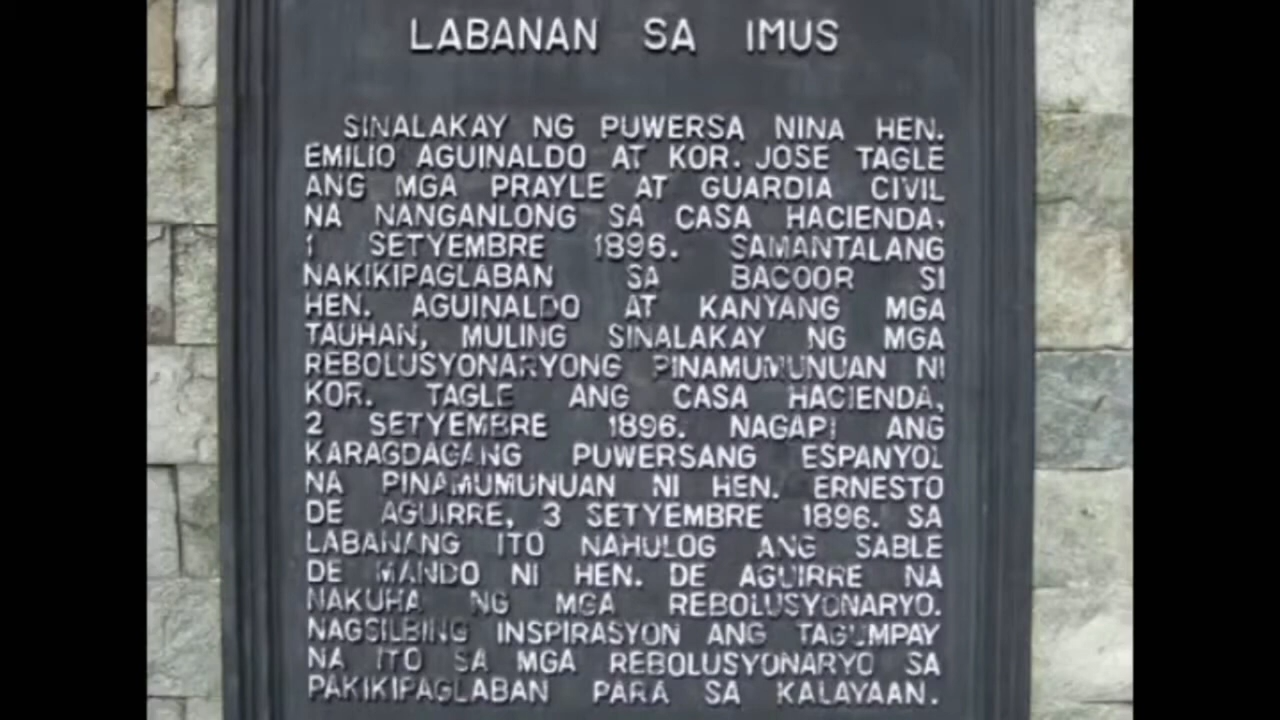 LABANAN SA IMUS
SINALAKAY NG PUWERSA NINA HEN.
EMILIO AGUINALDO AT KOR. JOSE TAGLE
ANG MGA PRAYLE AT GUARDIA CIVIL
NA NANGANLONG SA CASA HACIENDA,
1 SETYEMBRE 1896. SAMANTALANG
NAKIKIPAGLABAN SA BACOOR SI
HEN. AGUINALDO AT KANYANG MGA
TAUHAN, MULING SINALAKAY NG MGA
REBOLUSYONARYONG PINAMUMUNUAN NI
KOR. TAGLE ANG CASA HACIENDA,
2 SETYEMBRE 1896. NAGAPI ANG
KARAGDAGANG PUWERSANG ESPANYOL
NA PINAMUMUNUAN NI HEN. ERNESTO
DE AGUIRRE, 3 SETYEMBRE 1896. SA
LABANANG ITO NAHULOG ANG SABLE
DE MANDO NI HEN. DE AGUIRRE NA
NAKUHA NG MGA REBOLUSYONARYO.
NAGSILBING INSPIRASYON ANG TAGUMPAY
NA ITO SA MGA REBOLUSYONARYO SA
PAKIKIPAGLABAN PARA SA KALAYAAN.